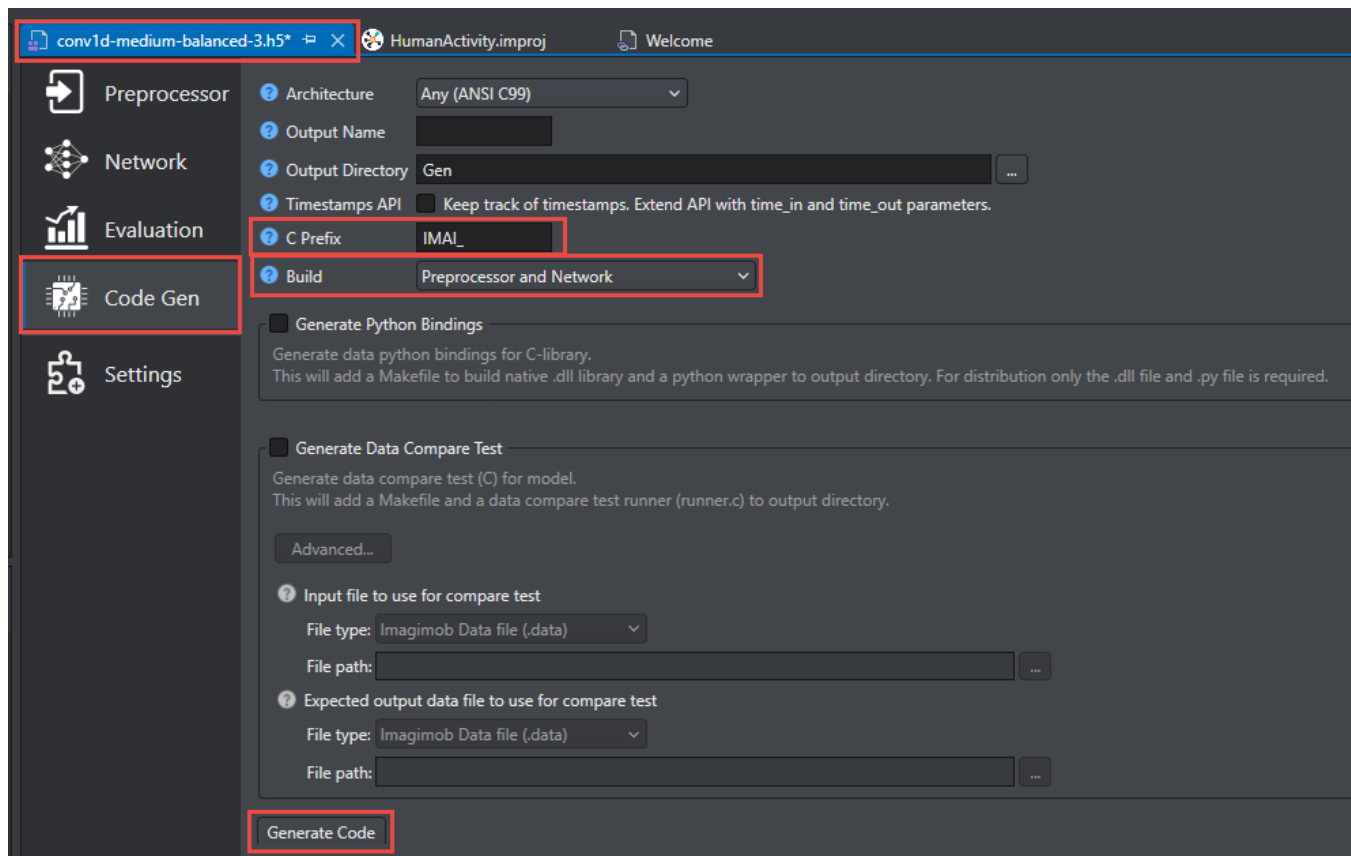 conv1d-medium-balanced-3.h5* HumanActivity.improj Welcome
Preprocessor
Network
Evaluation
Code Gen
Settings
Architecture Any (ANSI C99)
Output Name
Output Directory Gen ...
Timestamps API Keep track of timestamps. Extend API with time_in and time_out parameters.
C Prefix IMAI_
Build Preprocessor and Network
Generate Python Bindings
Generate data python bindings for C-library.
This will add a Makefile to build native .dll library and a python wrapper to output directory. For distribution only the .dll file and .py file is required.
Generate Data Compare Test
Generate data compare test (C) for model.
This will add a Makefile and a data compare test runner (runner.c) to output directory.
Advanced...
Input file to use for compare test
File type: Imagimob Data file (.data)
File path: ...
Expected output data file to use for compare test
File type: Imagimob Data file (.data)
File path: ...
Generate Code